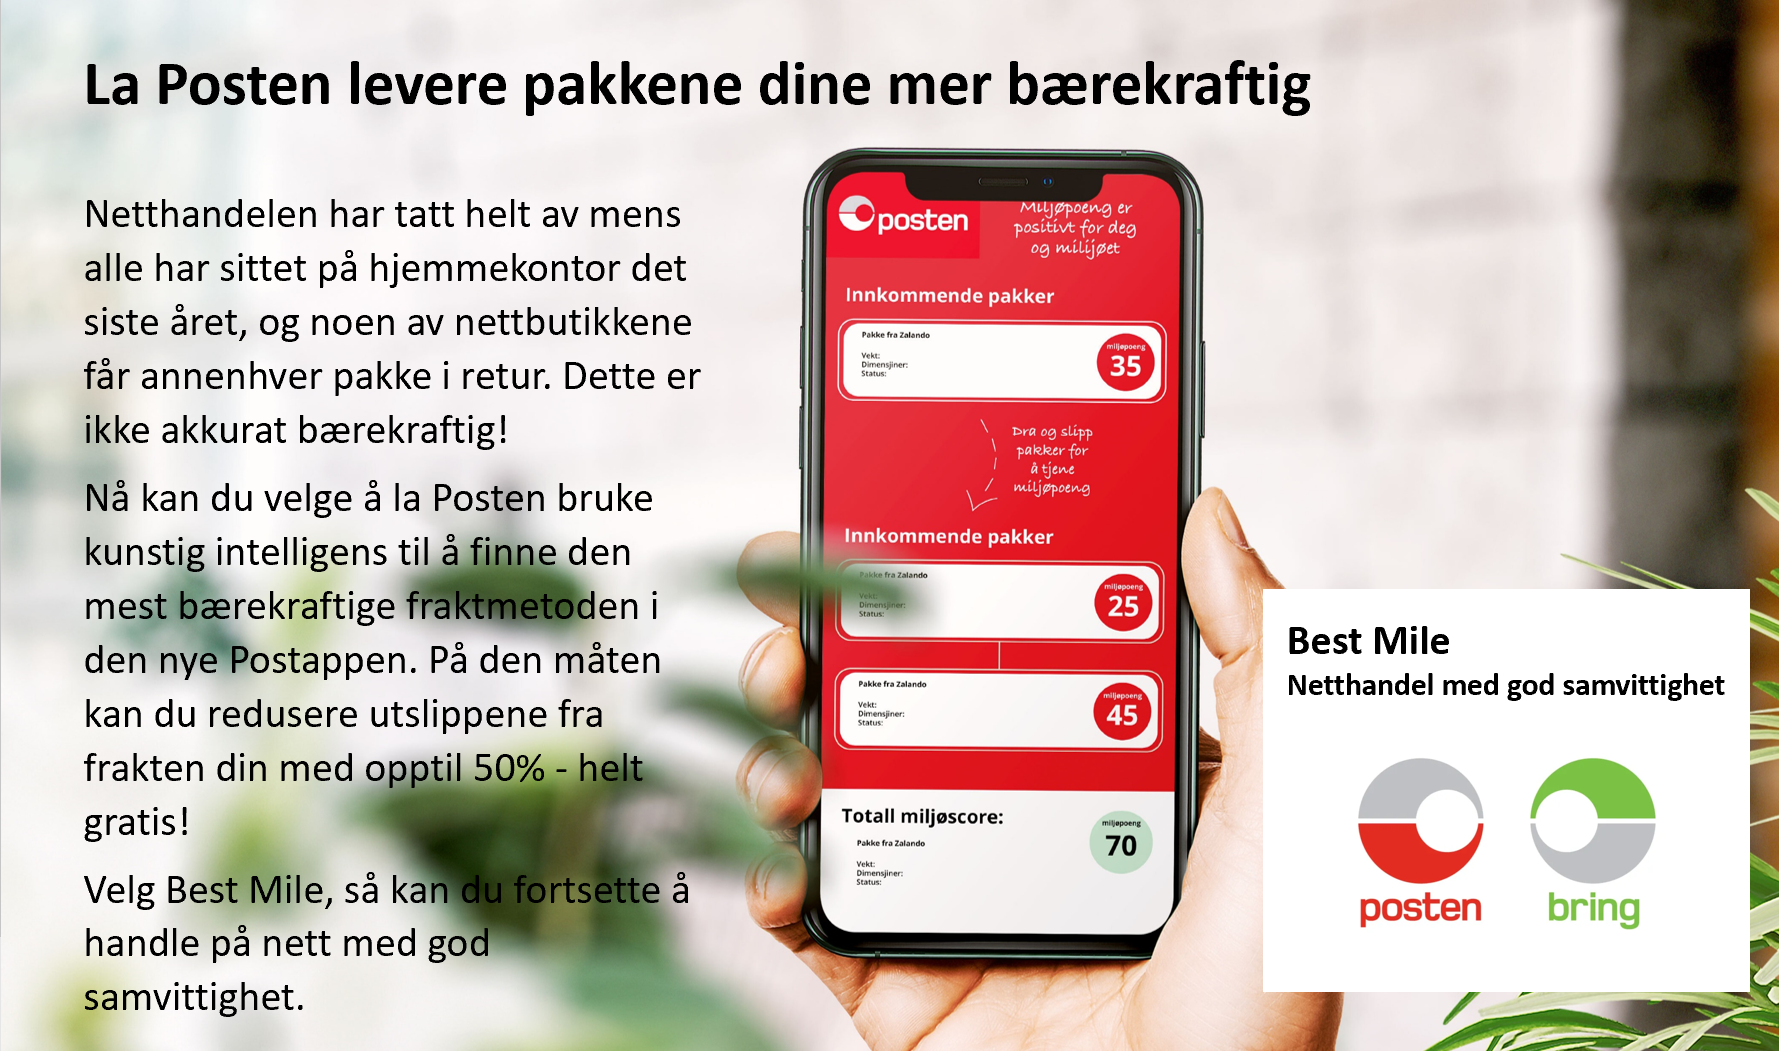 La Posten levere pakkene dine mer bærekraftig
Netthandelen har tatt helt av mens
alle har sittet på hjemmekontor det
siste året, og noen av nettbutikkene
får annenhver pakke i retur. Dette er
ikke akkurat bærekraftig!
Nå kan du velge å la Posten bruke
kunstig intelligens til å finne den
mest bærekraftige fraktmetoden i
den nye Postappen. På den måten
kan du redusere utslippene fra
frakten din med opptil 50% - helt
gratis!
Velg Best Mile, så kan du fortsette å
handle på nett med god
samvittighet.
posten
Miljøpoeng er
positivt for deg
og milijøet
Innkommende pakker
Pakke fra Zalando
Vekt:
Dimensjiner:
Status:
miljøpoeng
35
Dra og slipp
pakker for
å tjene
miljøpoeng
Innkommende pakker
Pakke fra Zalando
Vekt:
Dimensjiner:
Status:
miljøpoeng
25
Pakke fra Zalando
Vekt:
Dimensjiner:
Status:
miljøpoeng
45
Totall miljøscore:
Pakke fra Zalando
Vekt:
Dimensjiner:
Status:
miljøpoeng
70
Best Mile
Netthandel med god samvittighet
posten
bring